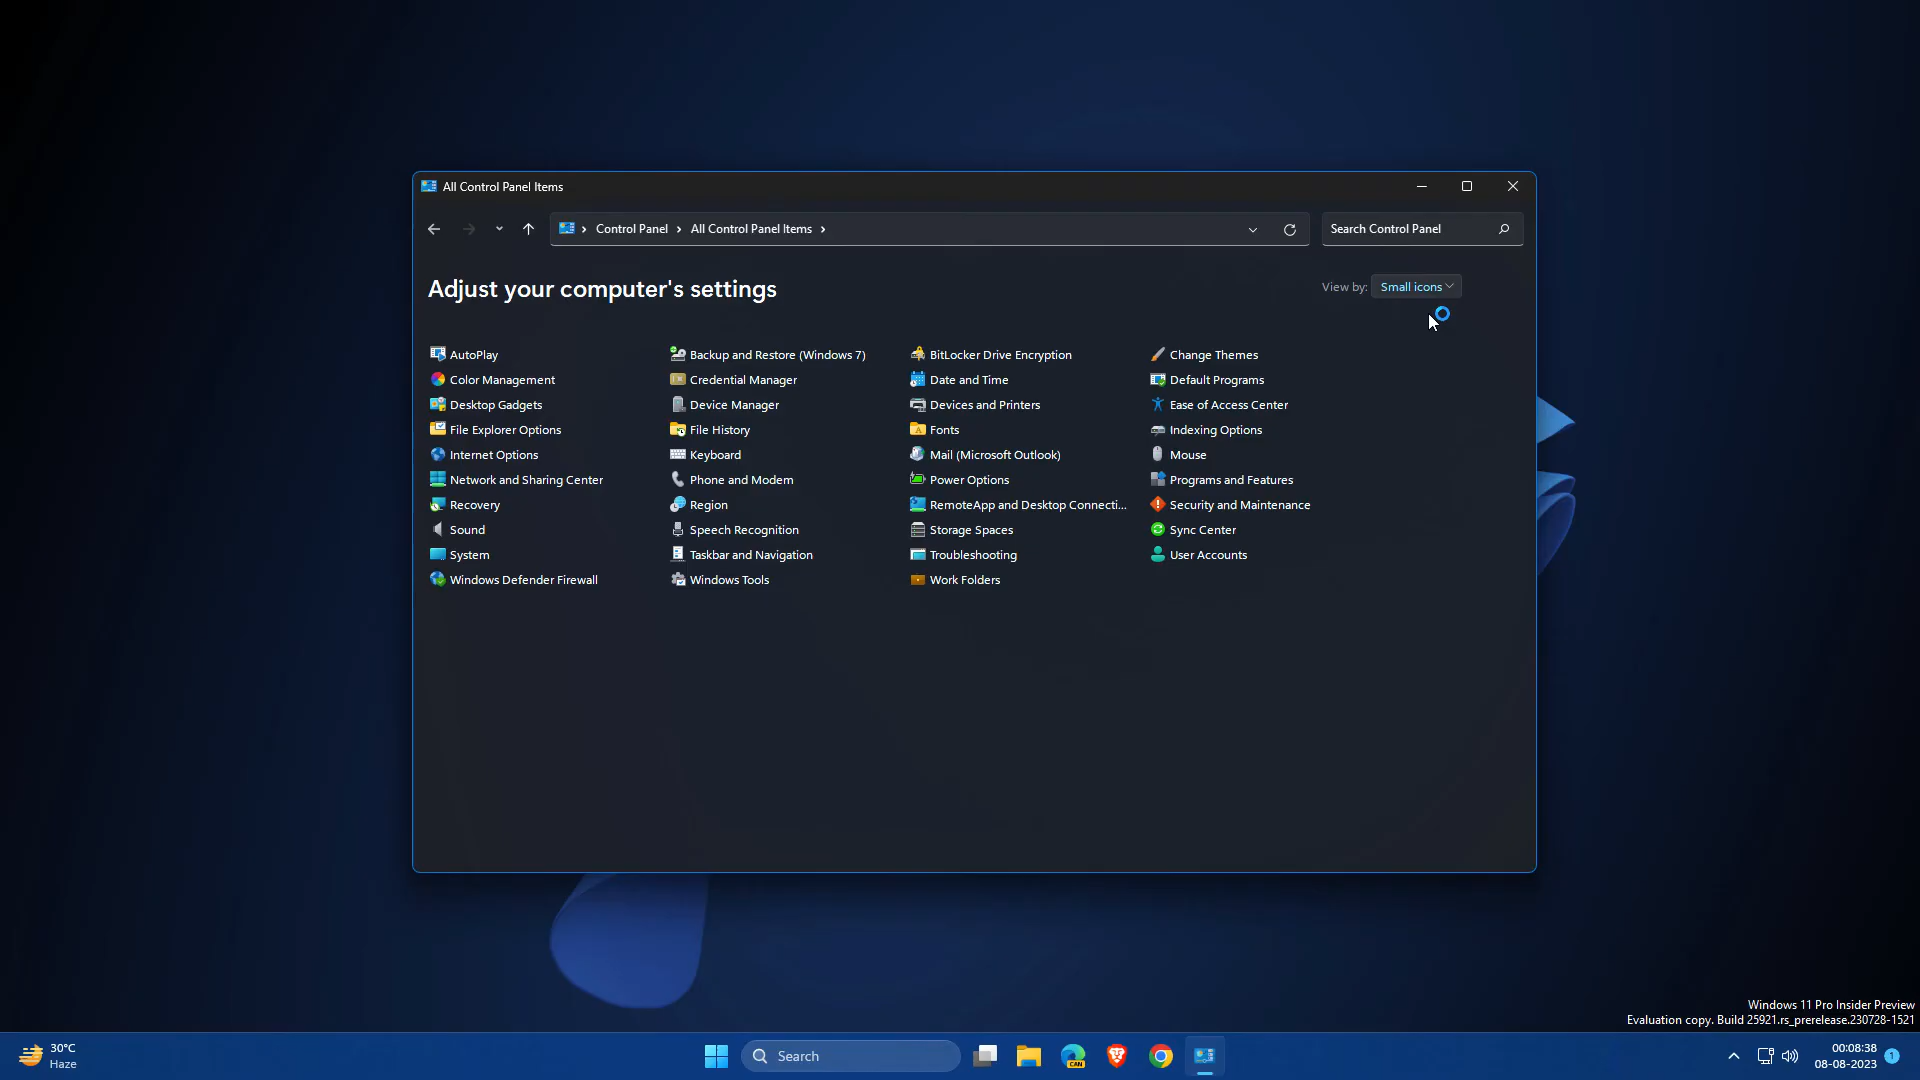 All Control Panel Items
Control Panel All Control Panel Items
Search Control Panel
Adjust your computer's settings
View by: Small icons
AutoPlay
Backup and Restore (Windows 7)
BitLocker Drive Encryption
Change Themes
Color Management
Credential Manager
Date and Time
Default Programs
Desktop Gadgets
Device Manager
Devices and Printers
Ease of Access Center
File Explorer Options
File History
Fonts
Indexing Options
Internet Options
Keyboard
Mail (Microsoft Outlook)
Mouse
Network and Sharing Center
Phone and Modem
Power Options
Programs and Features
Recovery
Region
RemoteApp and Desktop Connecti...
Security and Maintenance
Sound
Speech Recognition
Storage Spaces
Sync Center
System
Taskbar and Navigation
Troubleshooting
User Accounts
Windows Defender Firewall
Windows Tools
Work Folders
Windows 11 Pro Insider Preview
Evaluation copy. Build 25921.rs_prerelease.230728-1521
30°C
Haze
Search
CAN
00:08:38
08-08-2023
1